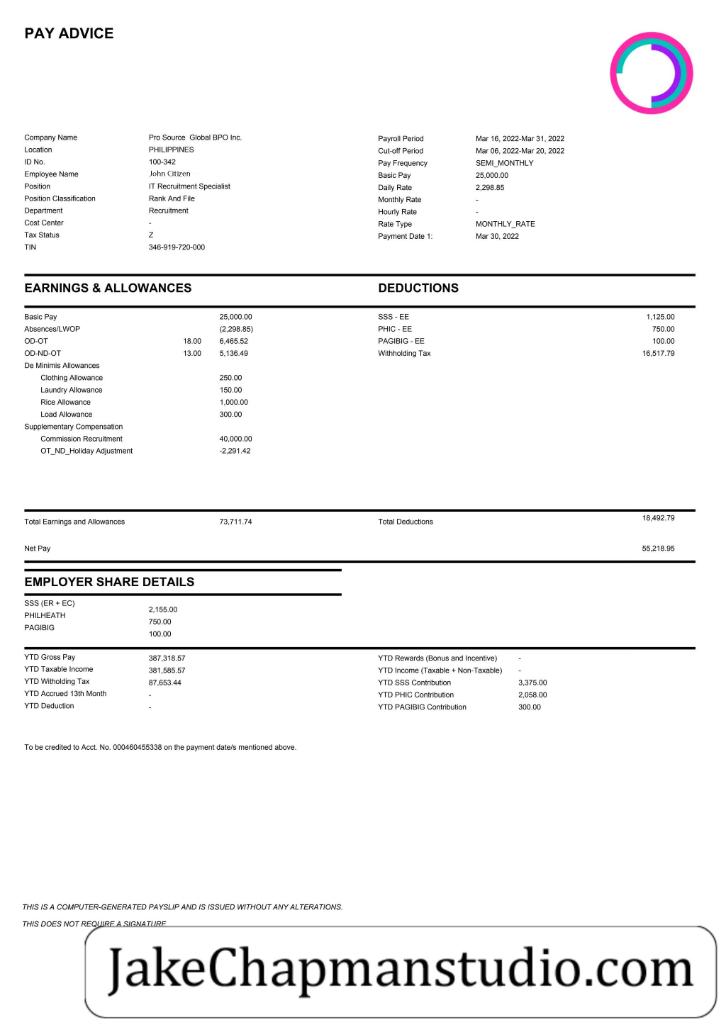 PAY ADVICE
Company Name Pro Source Global BPO Inc. Payroll Period Mar 16, 2022-Mar 31, 2022
Location PHILIPPINES Cut-off Period Mar 06, 2022-Mar 20, 2022
ID No. 100-342 Pay Frequency SEMI_MONTHLY
Employee Name John Citizen Basic Pay 25,000.00
Position IT Recruitment Specialist Daily Rate 2,298.85
Position Classification Rank And File Monthly Rate -
Department Recruitment Hourly Rate -
Cost Center - Rate Type MONTHLY_RATE
Tax Status Z Payment Date 1: Mar 30, 2022
TIN 346-919-720-000
EARNINGS & ALLOWANCES DEDUCTIONS
Basic Pay 25,000.00 SSS - EE 1,125.00
Absences/LWOP (2,298.85) PHIC - EE 750.00
OD-OT 18.00 6,465.52 PAGIBIG - EE 100.00
OD-ND-OT 13.00 5,136.49 Withholding Tax 16,517.79
De Minimis Allowances
Clothing Allowance 250.00
Laundry Allowance 150.00
Rice Allowance 1,000.00
Load Allowance 300.00
Supplementary Compensation
Commission Recruitment 40,000.00
OT_ND_Holiday Adjustment -2,291.42
Total Earnings and Allowances 73,711.74 Total Deductions 18,492.79
Net Pay 55,218.95
EMPLOYER SHARE DETAILS
SSS (ER + EC) 2,155.00
PHILHEATH 750.00
PAGIBIG 100.00
YTD Gross Pay 387,318.57 YTD Rewards (Bonus and Incentive) -
YTD Taxable Income 381,585.57 YTD Income (Taxable + Non-Taxable) -
YTD Witholding Tax 87,653.44 YTD SSS Contribution 3,375.00
YTD Accrued 13th Month - YTD PHIC Contribution 2,058.00
YTD Deduction - YTD PAGIBIG Contribution 300.00
To be credited to Acct. No. 000460455338 on the payment date/s mentioned above.
THIS IS A COMPUTER-GENERATED PAYSLIP AND IS ISSUED WITHOUT ANY ALTERATIONS.
THIS DOES NOT REQUIRE A SIGNATURE
JakeChapmanstudio.com